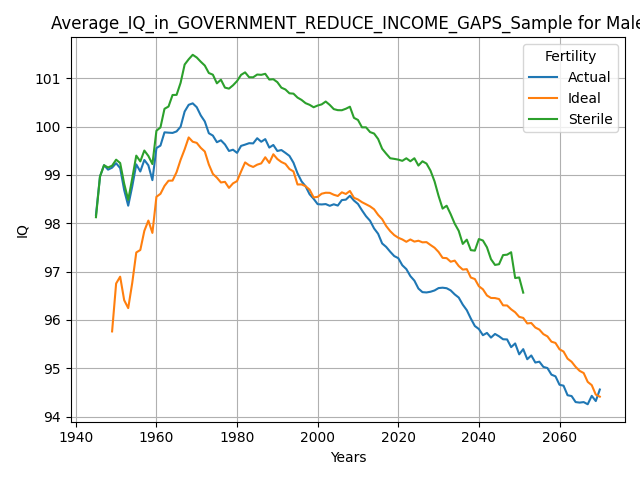 Average_IQ_in_GOVERNMENT_REDUCE_INCOME_GAPS_Sample for Male
Fertility
Actual
Ideal
Sterile
IQ
101
100
99
98
97
96
95
94
1940 1960 1980 2000 2020 2040 2060
Years